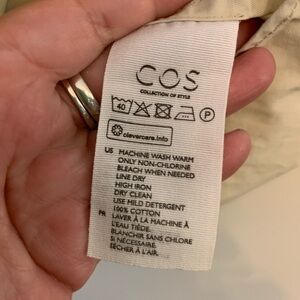 COS
COLLECTION OF STYLE
40 P
clevercare.info
US MACHINE WASH WARM
ONLY NON-CHLORINE
BLEACH WHEN NEEDED
LINE DRY
HIGH IRON
DRY CLEAN
USE MILD DETERGENT
100% COTTON
FR LAVER À LA MACHINE À
L'EAU TIÈDE.
BLANCHIR SANS CHLORE
SI NÉCESSAIRE.
SÉCHER À L'AIR.